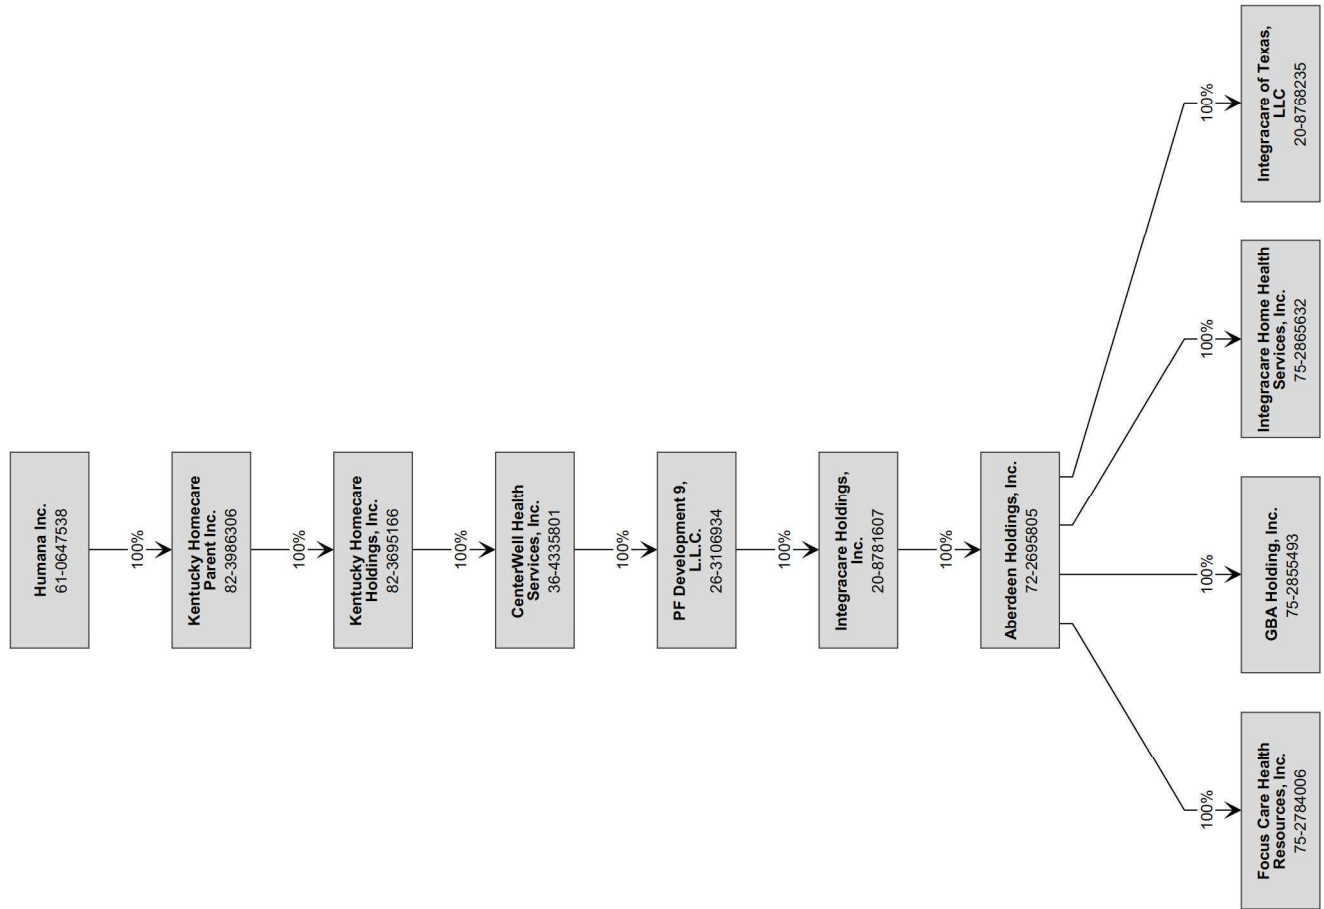 Humana Inc.
61-0647538
100%
Kentucky Homecare
Parent Inc.
82-3986306
100%
Kentucky Homecare
Holdings, Inc.
82-3695166
100%
CenterWell Health
Services, Inc.
36-4335801
100%
PF Development 9,
L.L.C.
26-3106934
100%
Integracare Holdings,
Inc.
20-8781607
100%
Aberdeen Holdings, Inc.
72-2695805
100%
Focus Care Health
Resources, Inc.
75-2784006
100%
GBA Holding, Inc.
75-2855493
100%
Integracare Home Health
Services, Inc.
75-2865632
100%
Integracare of Texas,
LLC
20-8768235